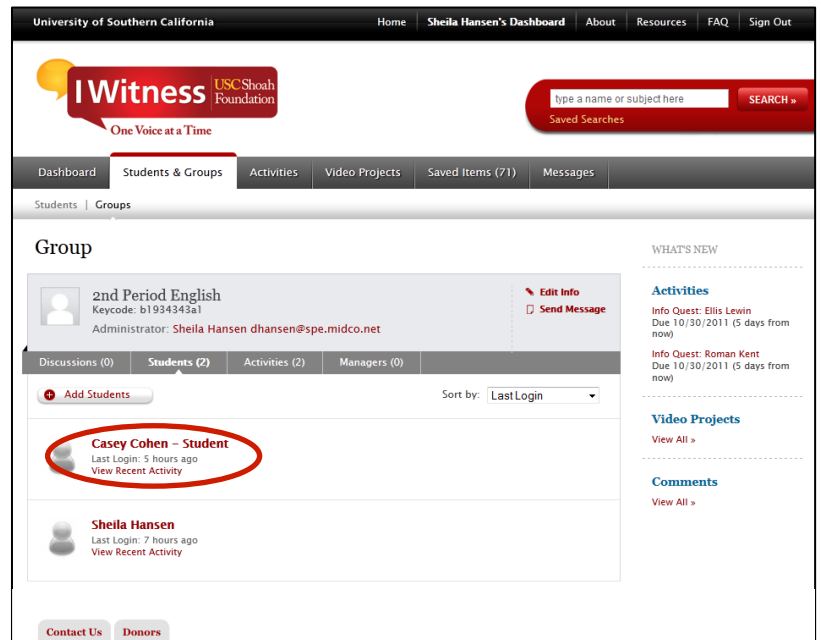 University of Southern California Home Sheila Hansen's Dashboard About Resources FAQ Sign Out
IWitness USC Shoah Foundation
One Voice at a Time
type a name or subject here SEARCH »
Saved Searches
Dashboard Students & Groups Activities Video Projects Saved Items (71) Messages
Students | Groups
Group
2nd Period English
Keycode: b1934343a1
Administrator: Sheila Hansen dhansen@spe.midco.net
Edit Info
Send Message
Discussions (0) Students (2) Activities (2) Managers (0)
Add Students Sort by: Last Login
Casey Cohen – Student
Last Login: 5 hours ago
View Recent Activity
Sheila Hansen
Last Login: 7 hours ago
View Recent Activity
WHAT'S NEW
Activities
Info Quest: Ellis Lewin
Due 10/30/2011 (5 days from
now)
Info Quest: Roman Kent
Due 10/30/2011 (5 days from
now)
Video Projects
View All »
Comments
View All »
Contact Us Donors